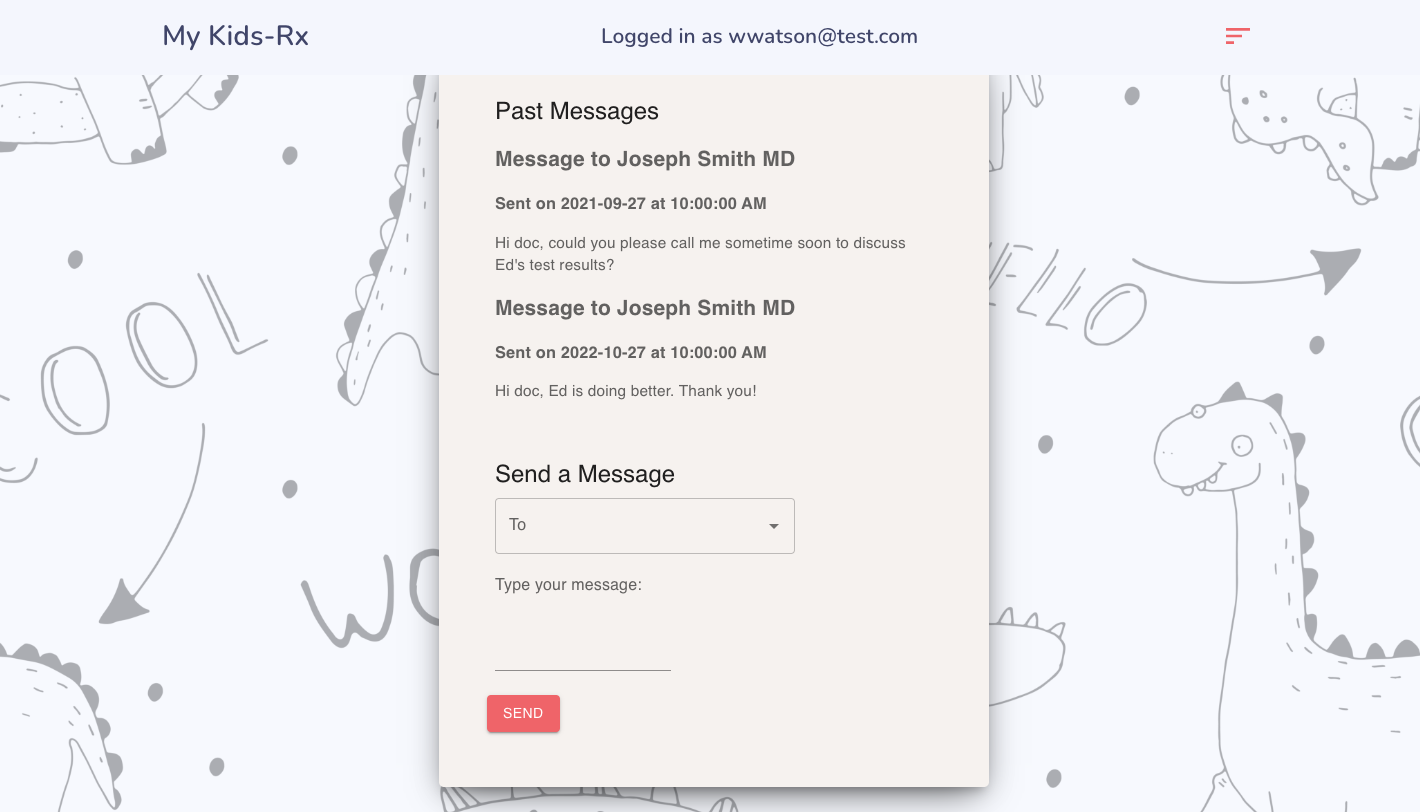 My Kids-Rx
Logged in as wwatson@test.com
Past Messages
Message to Joseph Smith MD
Sent on 2021-09-27 at 10:00:00 AM
Hi doc, could you please call me sometime soon to discuss
Ed's test results?
Message to Joseph Smith MD
Sent on 2022-10-27 at 10:00:00 AM
Hi doc, Ed is doing better. Thank you!
Send a Message
To
Type your message:
SEND
OOL
ELLO
WO